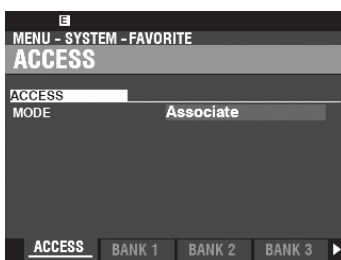 E
MENU - SYSTEM - FAVORITE
ACCESS
ACCESS
MODE Associate
ACCESS BANK 1 BANK 2 BANK 3